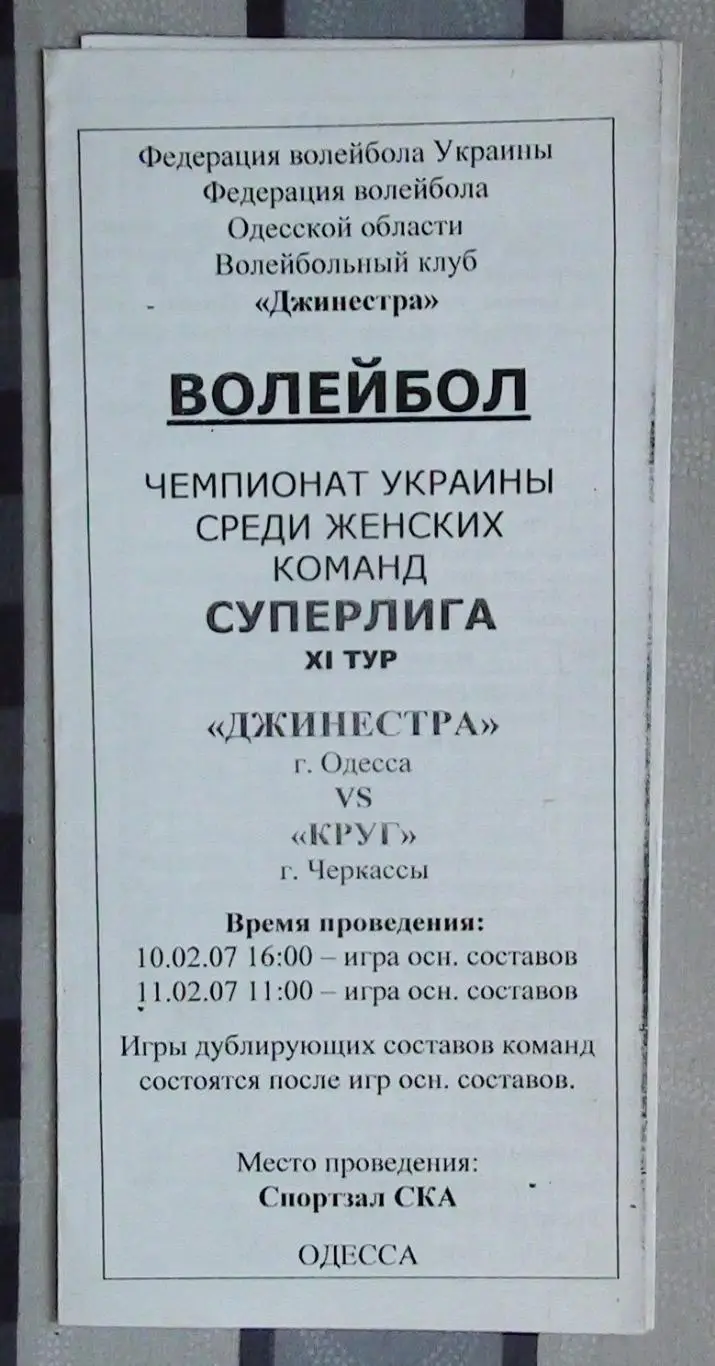 Федерация волейбола Украины
Федерация волейбола
Одесской области
Волейбольный клуб
«Джинестра»
ВОЛЕЙБОЛ
ЧЕМПИОНАТ УКРАИНЫ
СРЕДИ ЖЕНСКИХ
КОМАНД
СУПЕРЛИГА
XI ТУР
«ДЖИНЕСТРА»
г. Одесса
VS
«КРУГ»
г. Черкассы
Время проведения:
10.02.07 16:00 – игра осн. составов
11.02.07 11:00 – игра осн. составов
Игры дублирующих составов команд
состоятся после игр осн. составов.
Место проведения:
Спортзал СКА
ОДЕССА